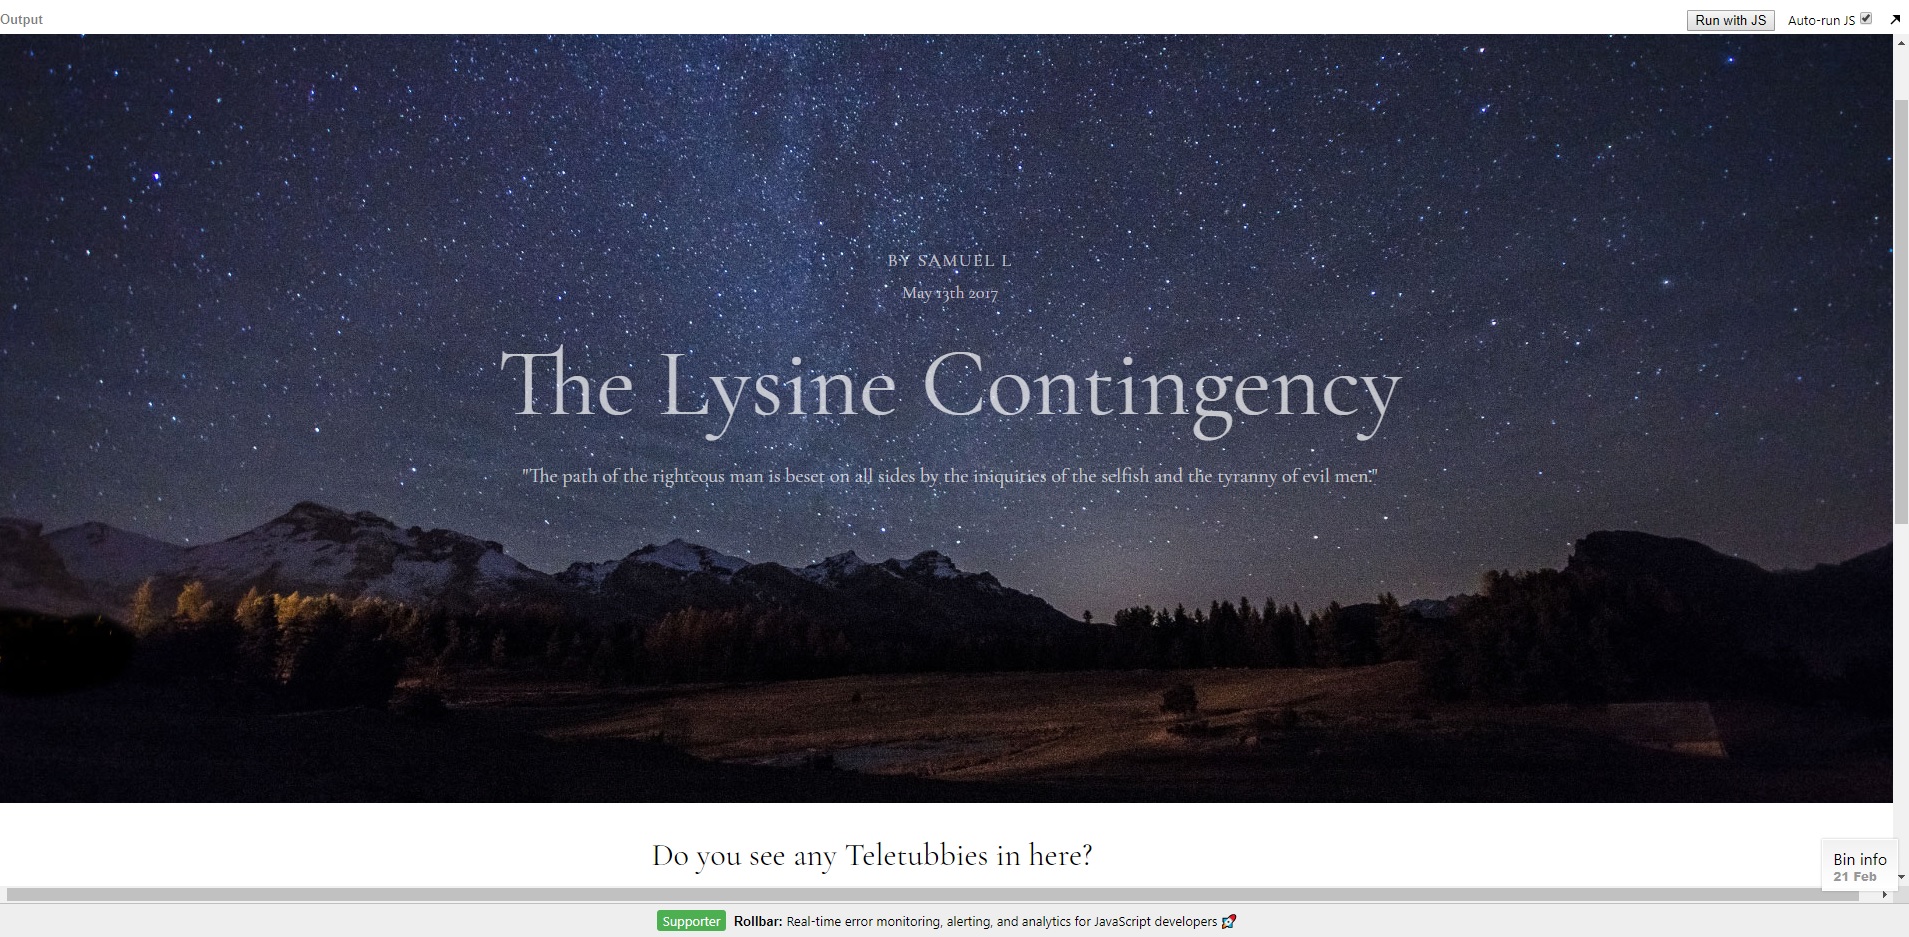 Output
Run with JS Auto-run JS
BY SAMUEL L
May 13th 2017
The Lysine Contingency
"The path of the righteous man is beset on all sides by the iniquities of the selfish and the tyranny of evil men."
Do you see any Teletubbies in here?
Bin info
21 Feb
Supporter Rollbar: Real-time error monitoring, alerting, and analytics for JavaScript developers 🚀